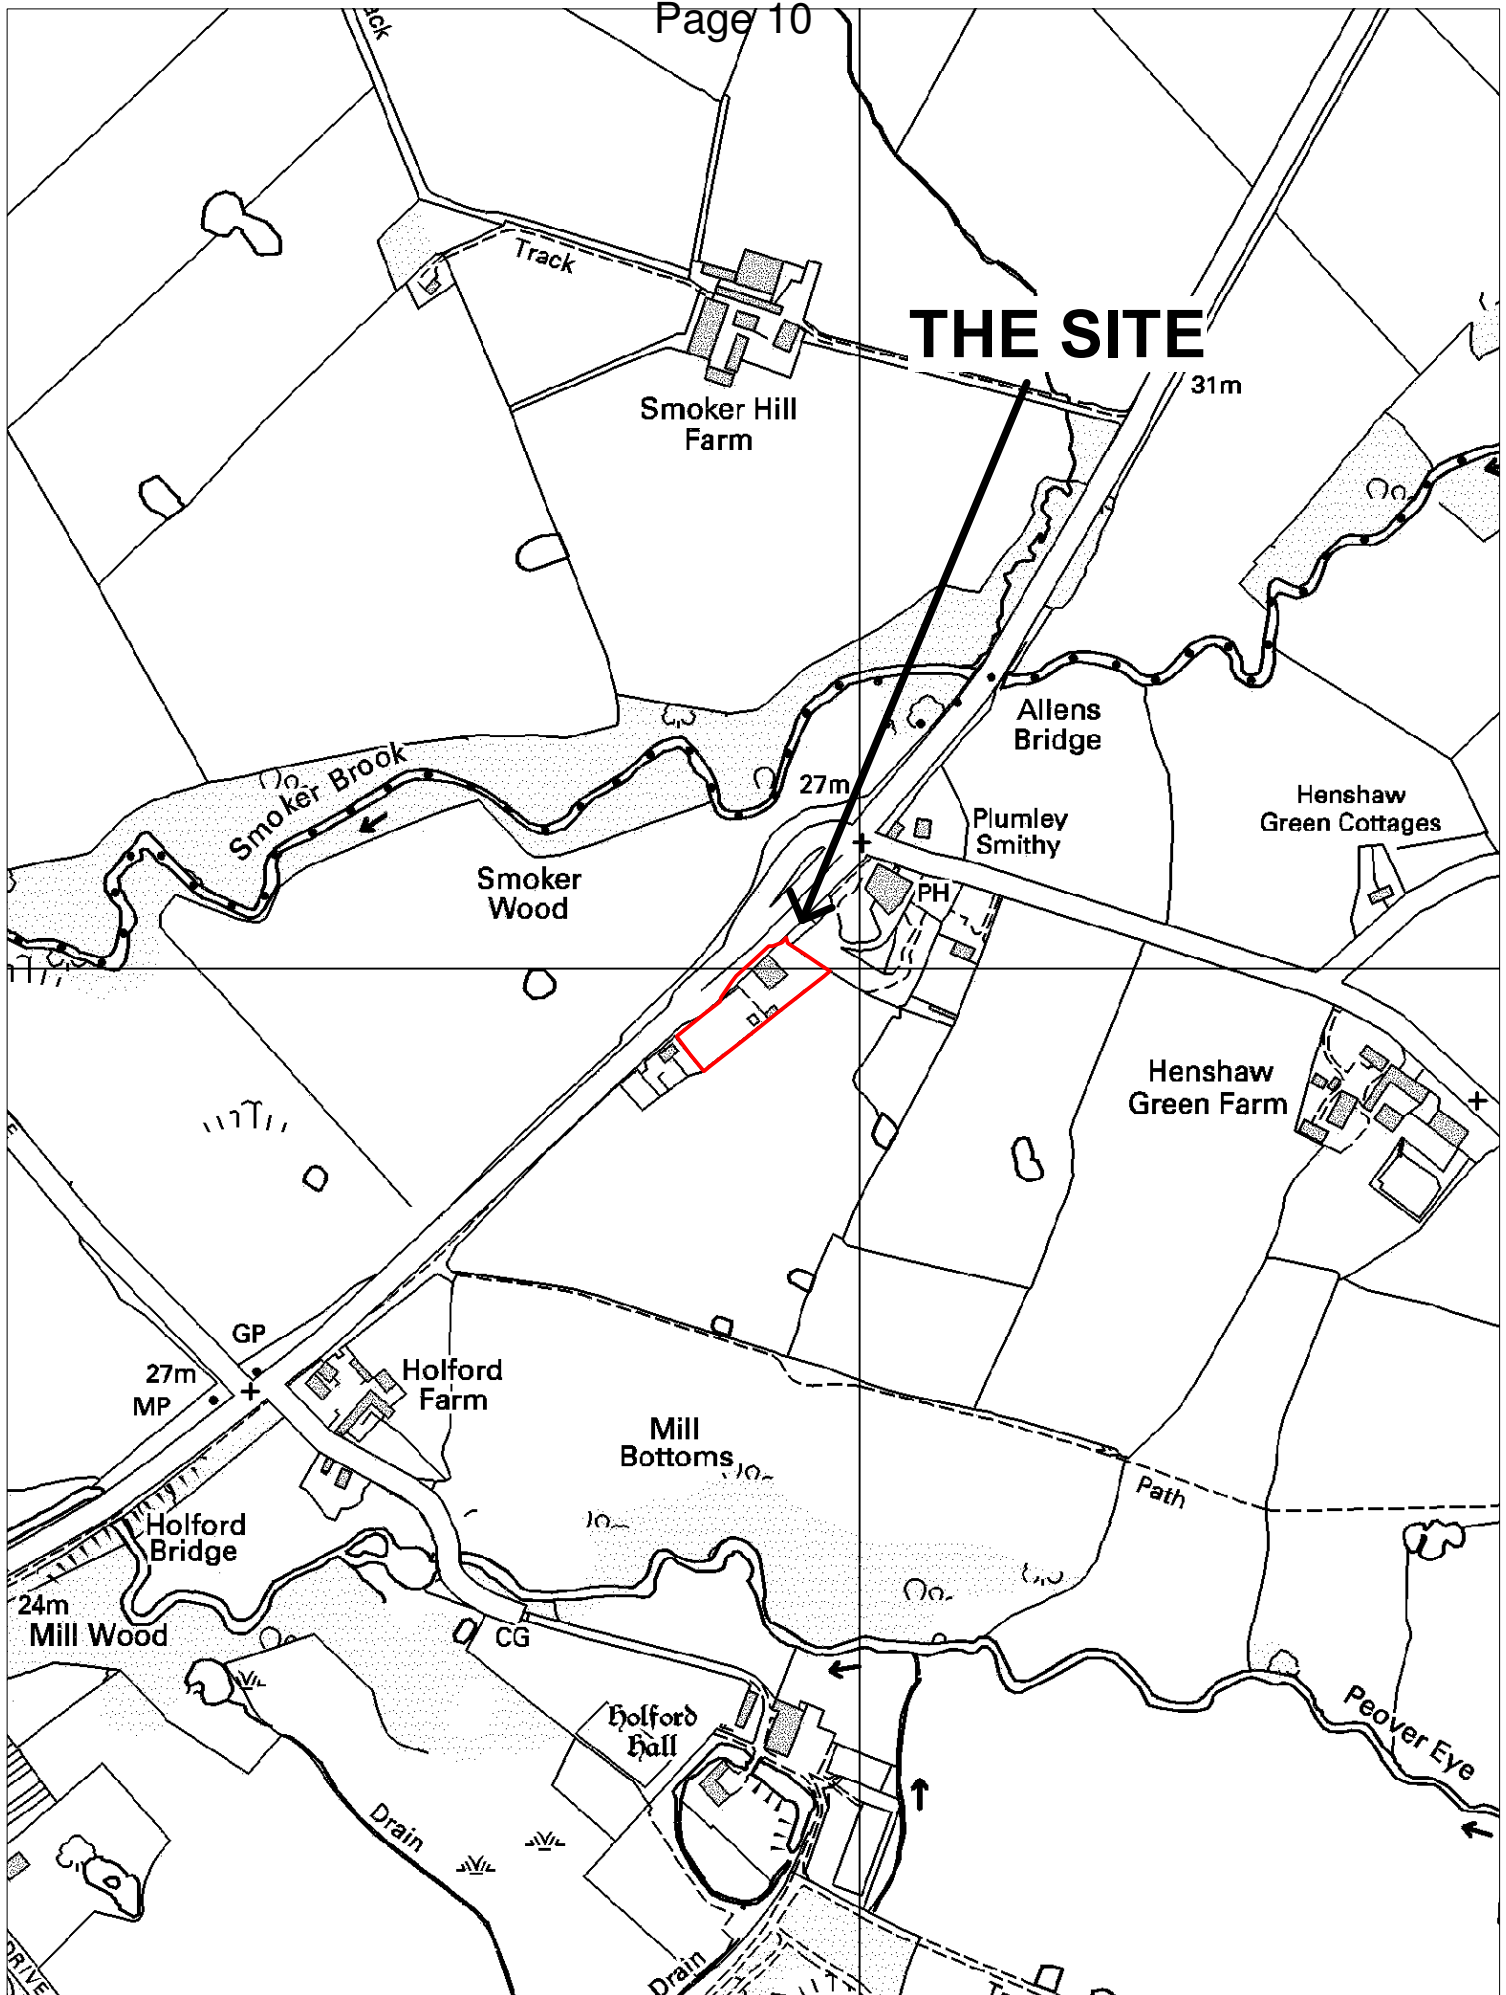 Page 10
Track
THE SITE
31m
Smoker Hill
Farm
Allens
Bridge
Smoker Brook
27m
Plumley
Smithy
Henshaw
Green Cottages
Smoker
Wood
PH
Henshaw
Green Farm
GP
27m
MP
Holford
Farm
Mill
Bottoms
Path
Holford
Bridge
24m
Mill Wood
CG
Holford
Hall
Peover Eye
Drain
Drain
DRIVE